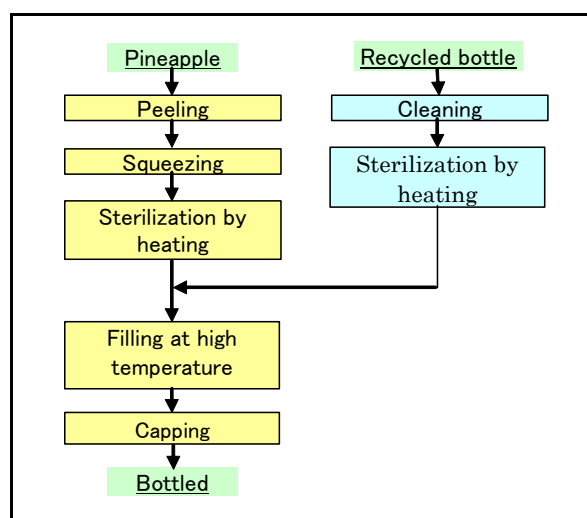 Pineapple
Peeling
Squeezing
Sterilization by
heating
Recycled bottle
Cleaning
Sterilization by
heating
Filling at high
temperature
Capping
Bottled